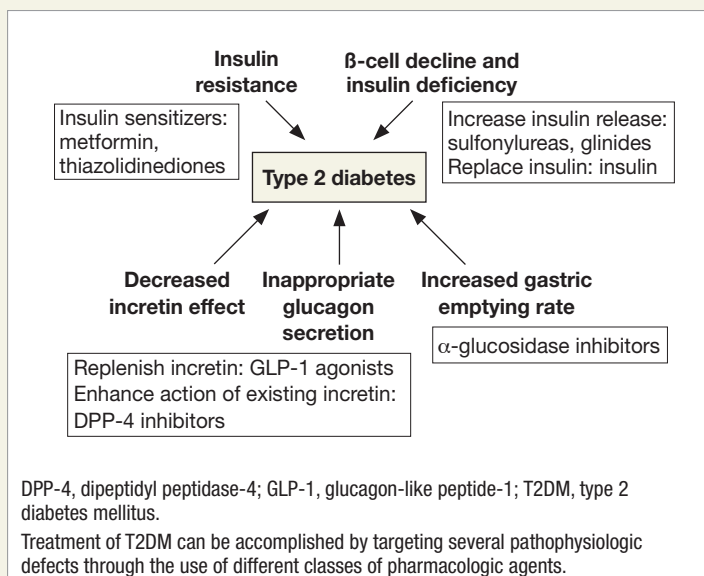 Insulin
resistance
ß-cell decline and
insulin deficiency
Insulin sensitizers:
metformin,
thiazolidinediones
Increase insulin release:
sulfonylureas, glinides
Replace insulin: insulin
Type 2 diabetes
Decreased
incretin effect
Inappropriate
glucagon
secretion
Increased gastric
emptying rate
Replenish incretin: GLP-1 agonists
Enhance action of existing incretin:
DPP-4 inhibitors
α-glucosidase inhibitors
DPP-4, dipeptidyl peptidase-4; GLP-1, glucagon-like peptide-1; T2DM, type 2
diabetes mellitus.
Treatment of T2DM can be accomplished by targeting several pathophysiologic
defects through the use of different classes of pharmacologic agents.